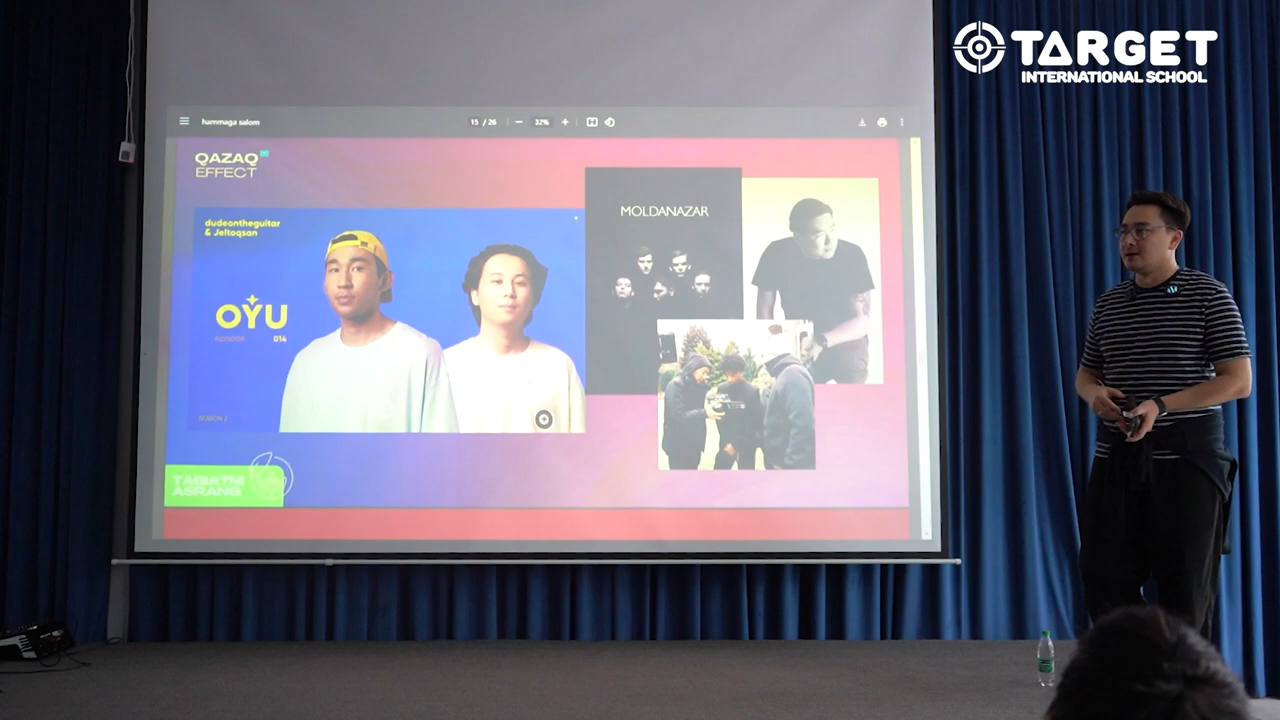 TARGET
INTERNATIONAL SCHOOL
hammaga salom
15 / 26
32%
QAZAQ
EFFECT
dudeontheguitar
& Jeltoqsan
OYU
014
SEASON 2
MOLDANAZAR
TABIATNI
ASRANG